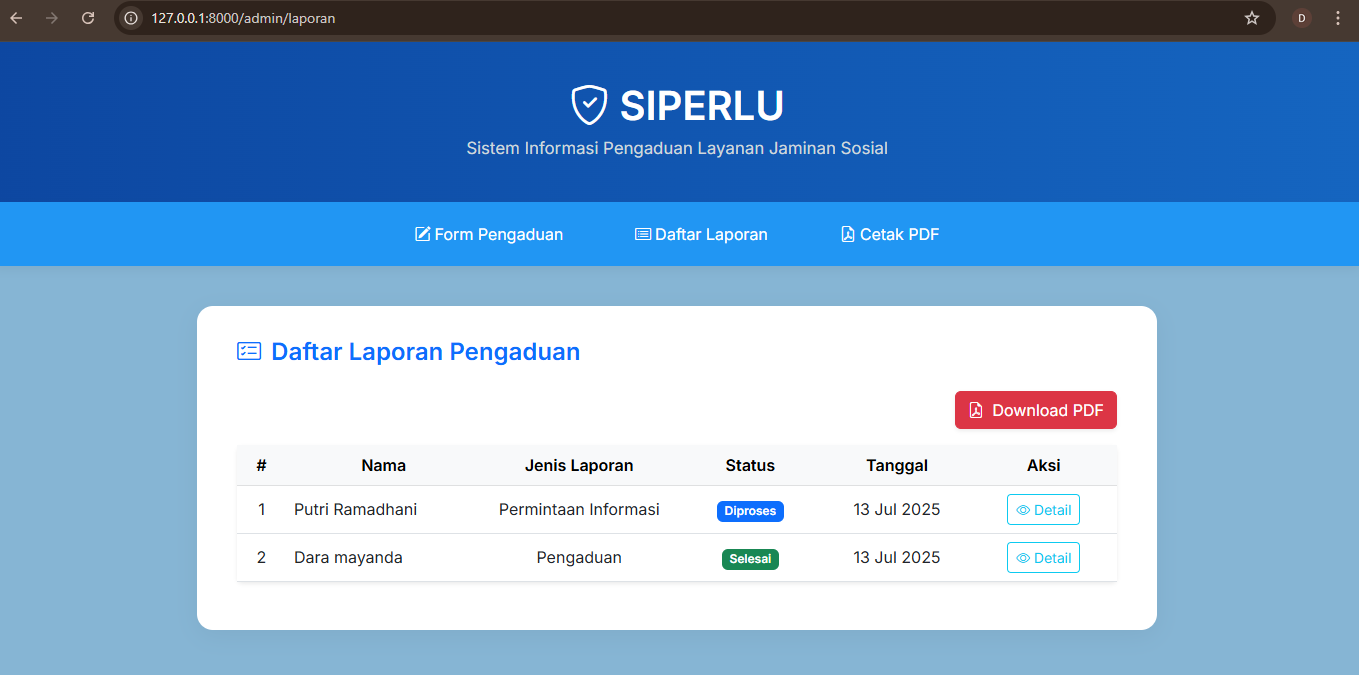 127.0.0.1:8000/admin/laporan
D
SIPERLU
Sistem Informasi Pengaduan Layanan Jaminan Sosial
Form Pengaduan Daftar Laporan Cetak PDF
Daftar Laporan Pengaduan
Download PDF
# Nama Jenis Laporan Status Tanggal Aksi
1 Putri Ramadhani Permintaan Informasi Diproses 13 Jul 2025 Detail
2 Dara mayanda Pengaduan Selesai 13 Jul 2025 Detail